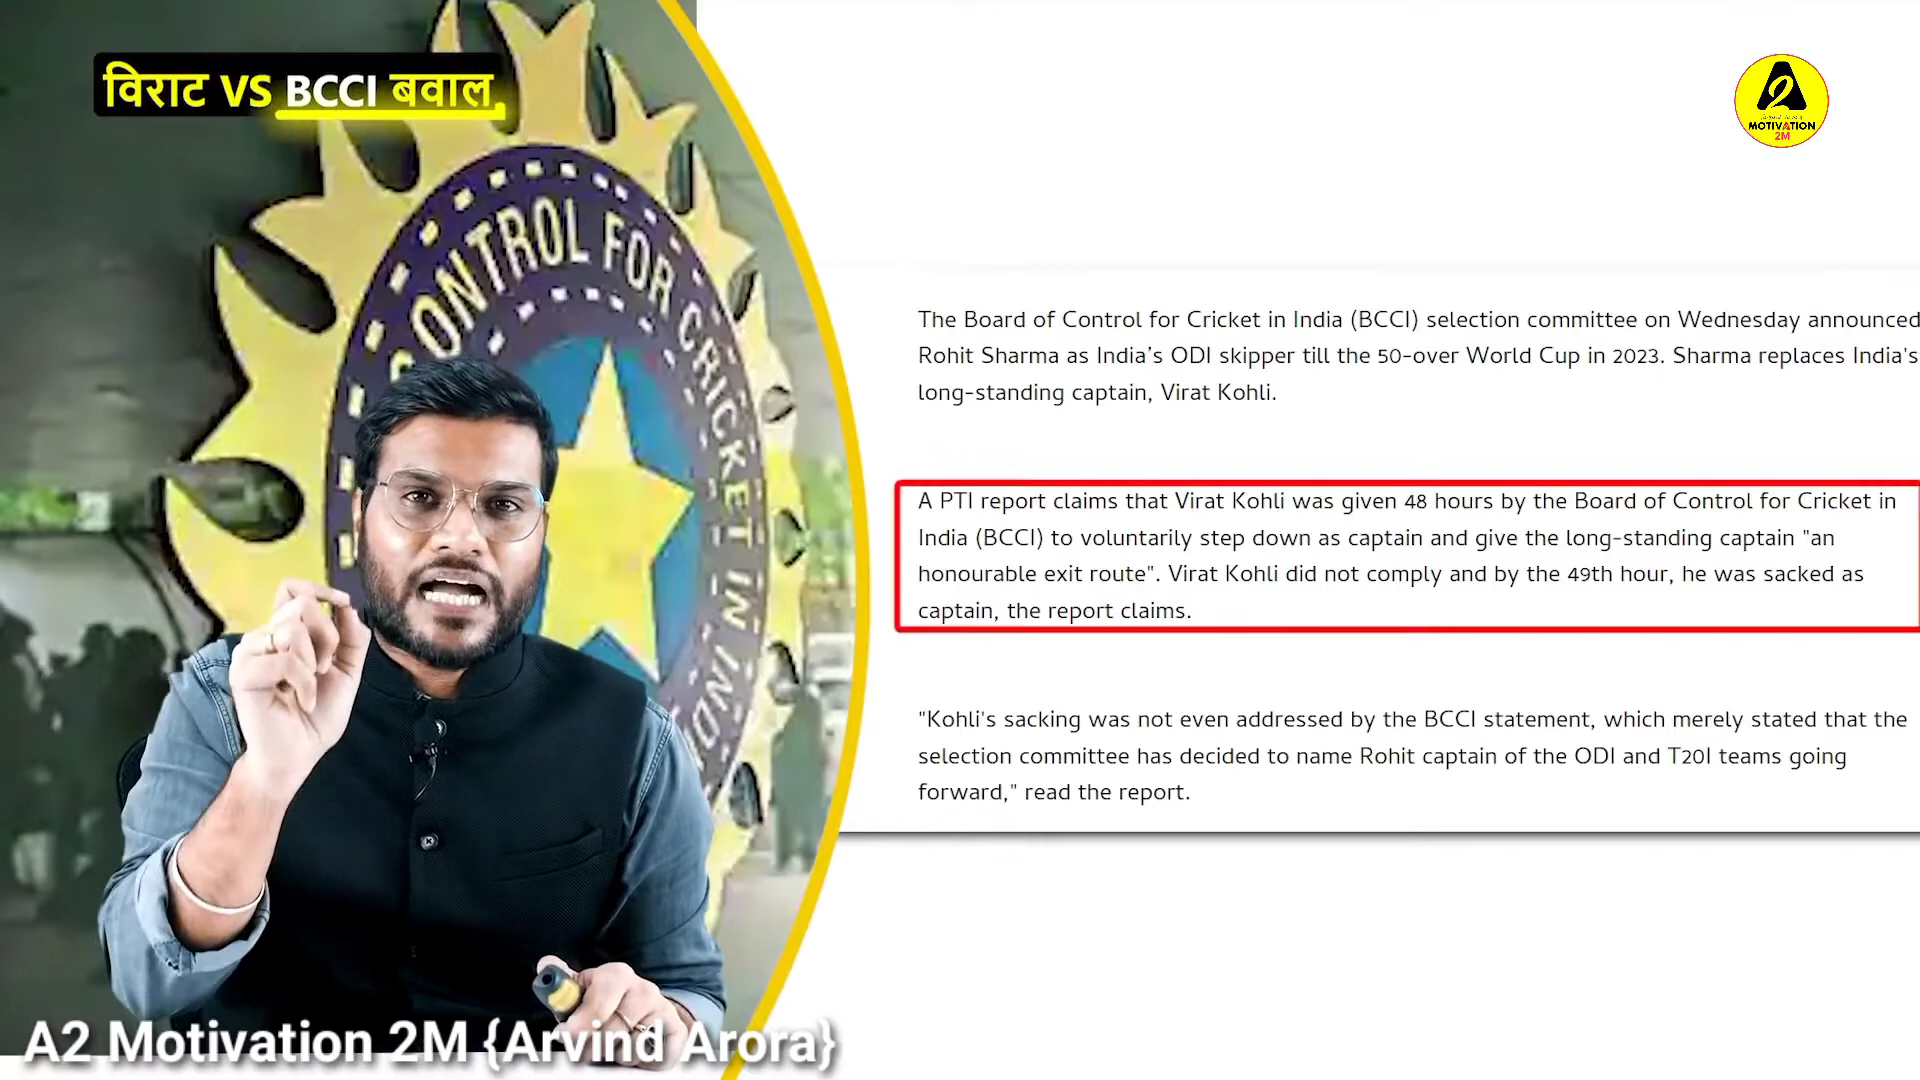 विराट VS BCCI बवाल
CONTROL FOR CRICKET IN INDI
MOTIVATION
2M
The Board of Control for Cricket in India (BCCI) selection committee on Wednesday announced
Rohit Sharma as India’s ODI skipper till the 50-over World Cup in 2023. Sharma replaces India's
long-standing captain, Virat Kohli.
A PTI report claims that Virat Kohli was given 48 hours by the Board of Control for Cricket in
India (BCCI) to voluntarily step down as captain and give the long-standing captain "an
honourable exit route". Virat Kohli did not comply and by the 49th hour, he was sacked as
captain, the report claims.
"Kohli's sacking was not even addressed by the BCCI statement, which merely stated that the
selection committee has decided to name Rohit captain of the ODI and T20I teams going
forward," read the report.
A2 Motivation 2M {Arvind Arora}